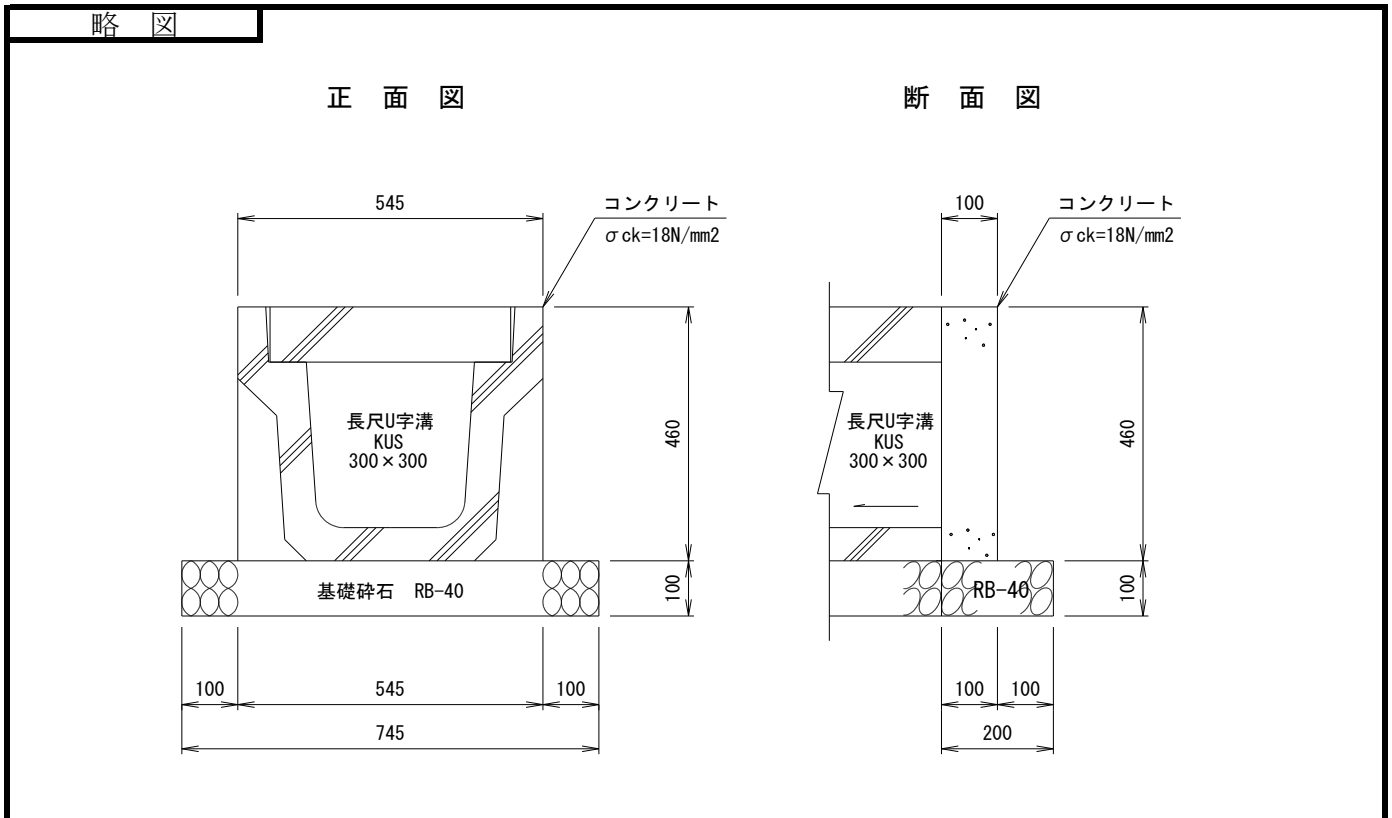 略 図
正 面 図
断 面 図
545
コンクリート
σck=18N/mm2
100
コンクリート
σck=18N/mm2
長尺U字溝
KUS
300×300
460
長尺U字溝
KUS
300×300
460
基礎砕石 RB-40
100
RB-40
100
100
545
100
100
100
745
200